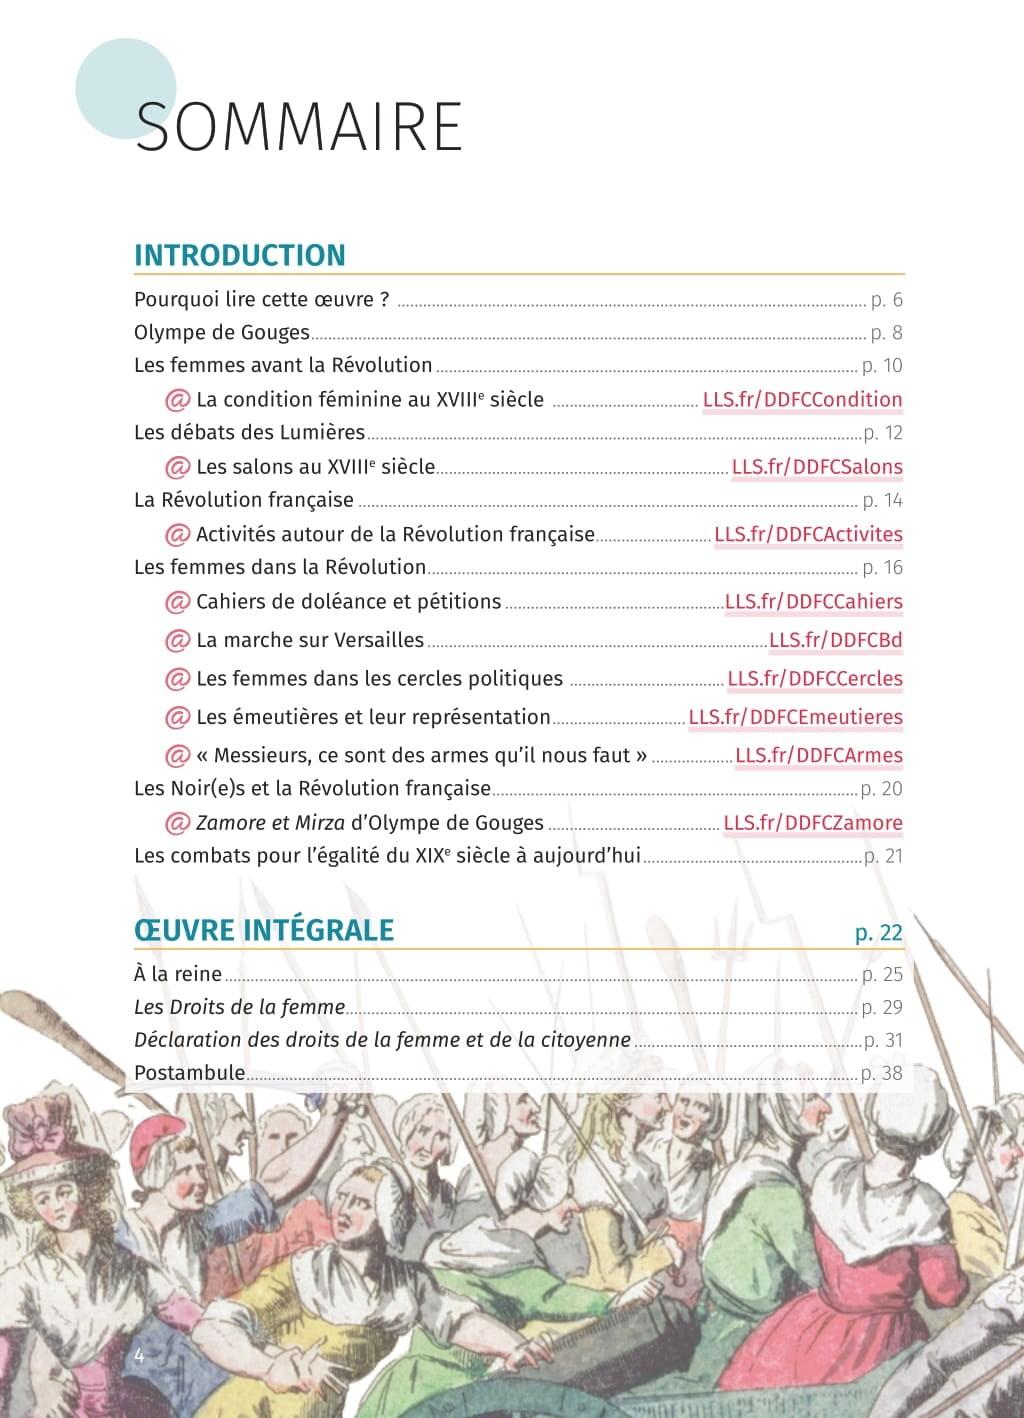 SOMMAIRE
INTRODUCTION
Pourquoi lire cette œuvre ? p. 6
Olympe de Gouges p. 8
Les femmes avant la Révolution p. 10
@ La condition féminine au XVIIIᵉ siècle LLS.fr/DDFCCondition
Les débats des Lumières p. 12
@ Les salons au XVIIIᵉ siècle LLS.fr/DDFCSalons
La Révolution française p. 14
@ Activités autour de la Révolution française LLS.fr/DDFCActivites
Les femmes dans la Révolution p. 16
@ Cahiers de doléance et pétitions LLS.fr/DDFCCahiers
@ La marche sur Versailles LLS.fr/DDFCBd
@ Les femmes dans les cercles politiques LLS.fr/DDFCCercles
@ Les émeutières et leur représentation LLS.fr/DDFCEmeutieres
@ « Messieurs, ce sont des armes qu’il nous faut » LLS.fr/DDFCArmes
Les Noir(e)s et la Révolution française p. 20
@ Zamore et Mirza d’Olympe de Gouges LLS.fr/DDFCZamore
Les combats pour l’égalité du XIXᵉ siècle à aujourd’hui p. 21
ŒUVRE INTÉGRALE p. 22
À la reine p. 25
Les Droits de la femme p. 29
Déclaration des droits de la femme et de la citoyenne p. 31
Postambule p. 38
4